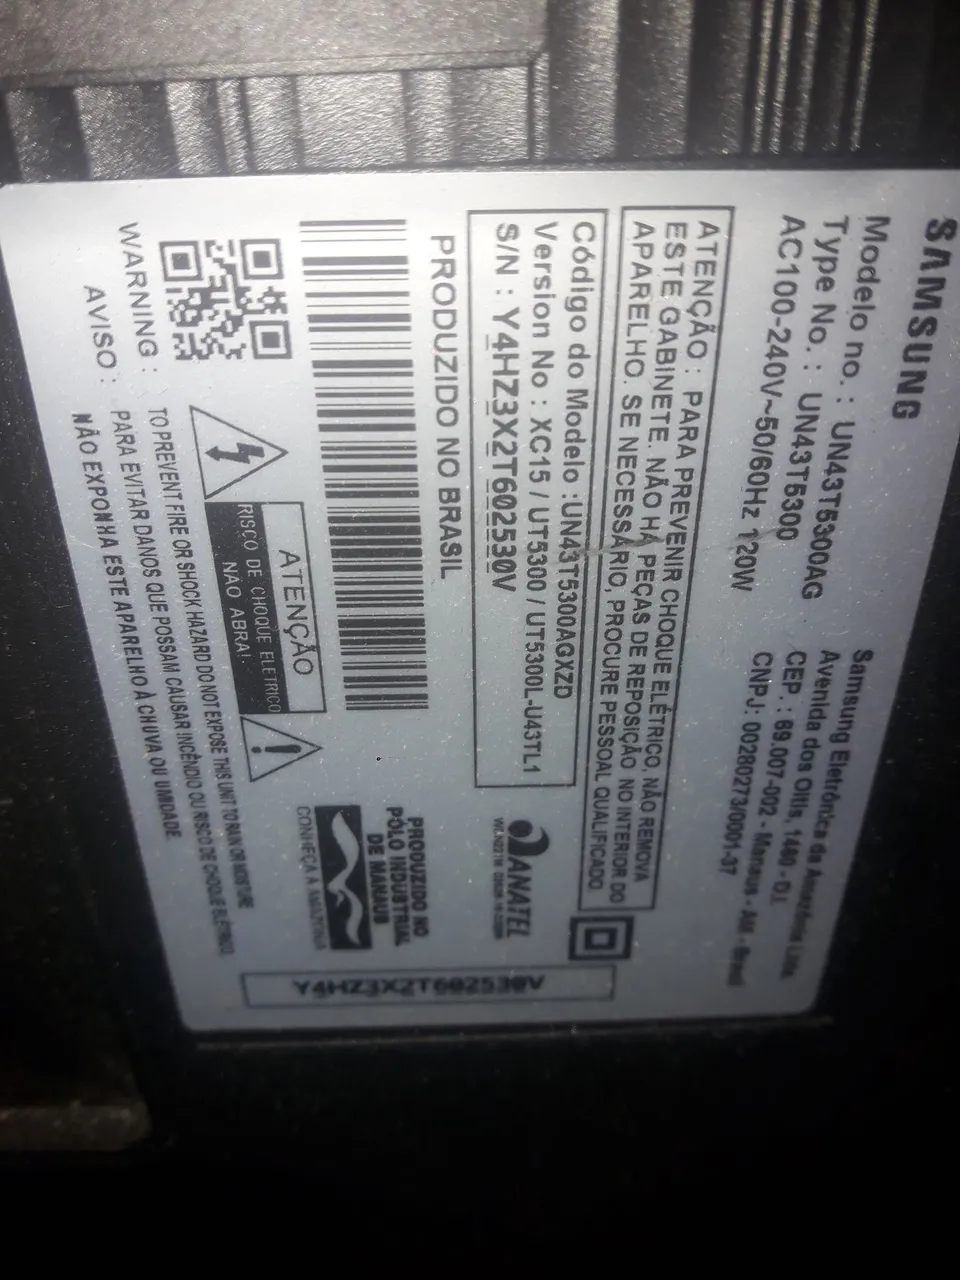 SAMSUNG
Modelo no. : UN43T5300AG
Type No. : UN43T5300
AC100-240V~50/60Hz 120W
Samsung Eletrônica da Amazônia Ltda.
Avenida dos Oitis, 1460 - D.I.
CEP. : 69.007-002 - Manaus - AM - Brasil
CNPJ: 00280273/0001-37
ATENÇÃO : PARA PREVENIR CHOQUE ELÉTRICO, NÃO REMOVA
ESTE GABINETE. NÃO HÁ PEÇAS DE REPOSIÇÃO NO INTERIOR DO
APARELHO. SE NECESSÁRIO, PROCURE PESSOAL QUALIFICADO
Código do Modelo :UN43T5300AGXZD
Version No : XC15 / UT5300 / UT5300L-U43TL1
S/N : Y4HZ3X2T602530V
ANATEL
PRODUZIDO NO BRASIL
PRODUZIDO NO
PÓLO INDUSTRIAL
DE MANAUS
CONHEÇA A AMAZÔNIA
ATENÇÃO
RISCO DE CHOQUE ELETRICO
NÃO ABRA!
WARNING : TO PREVENT FIRE OR SHOCK HAZARD DO NOT EXPOSE THIS UNIT TO RAIN OR MOISTURE
AVISO : PARA EVITAR DANOS QUE POSSAM CAUSAR INCÊNDIO OU RISCO DE CHOQUE ELÉTRICO,
NÃO EXPONHA ESTE APARELHO À CHUVA OU UMIDADE.
Y4HZ3X2T602530V